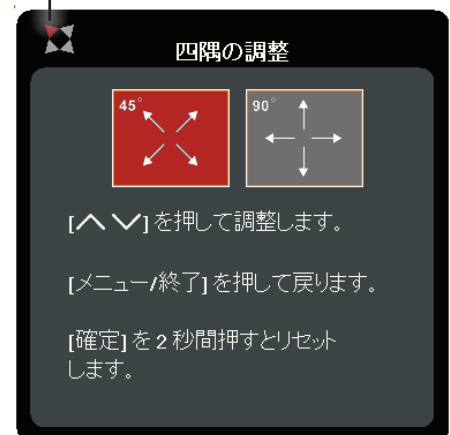 四隅の調整
45° 90°
[∧∨]を押して調整します。
[メニュー/終了]を押して戻ります。
[確定]を2秒間押すとリセット
します。